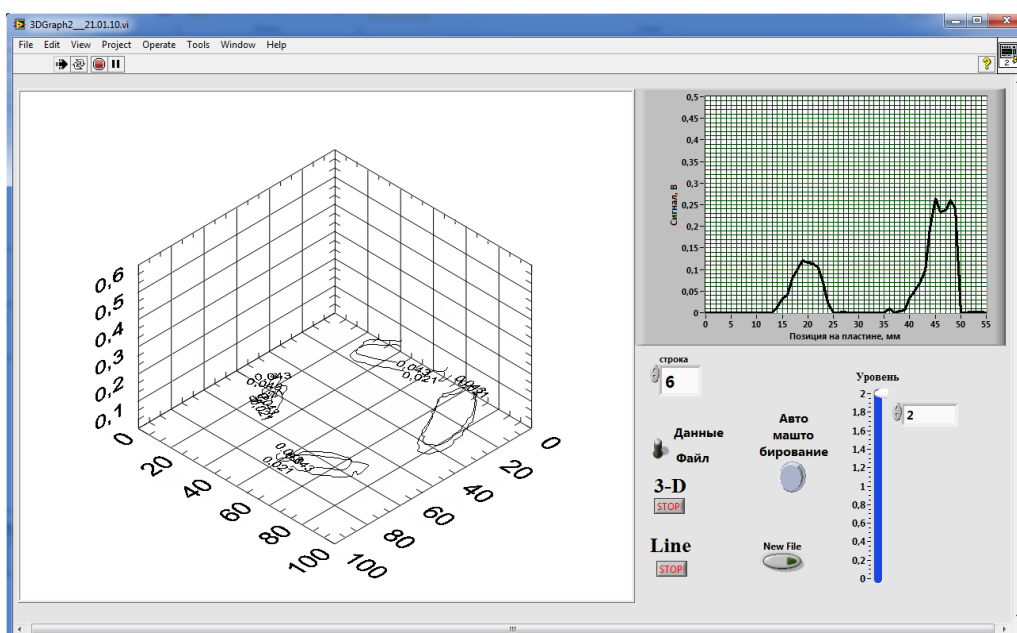 3DGraph2__21.01.10.vi
File Edit View Project Operate Tools Window Help
2
0,6
0,5
0,4
0,3
0,2
0,1
0
20
40
60
80
100
0
20
40
60
80
100
0,043
0,021
0,043
0,021
0,5
0,45
0,4
0,35
0,3
0,25
0,2
0,15
0,1
0,05
0
Сигнал, В
0 5 10 15 20 25 30 35 40 45 50 55
Позиция на пластине, мм
строка
6
Данные
Файл
3-D
STOP
Line
STOP
Авто
машто
бирование
New File
Уровень
2
1,8
1,6
1,4
1,2
1
0,8
0,6
0,4
0,2
0
2